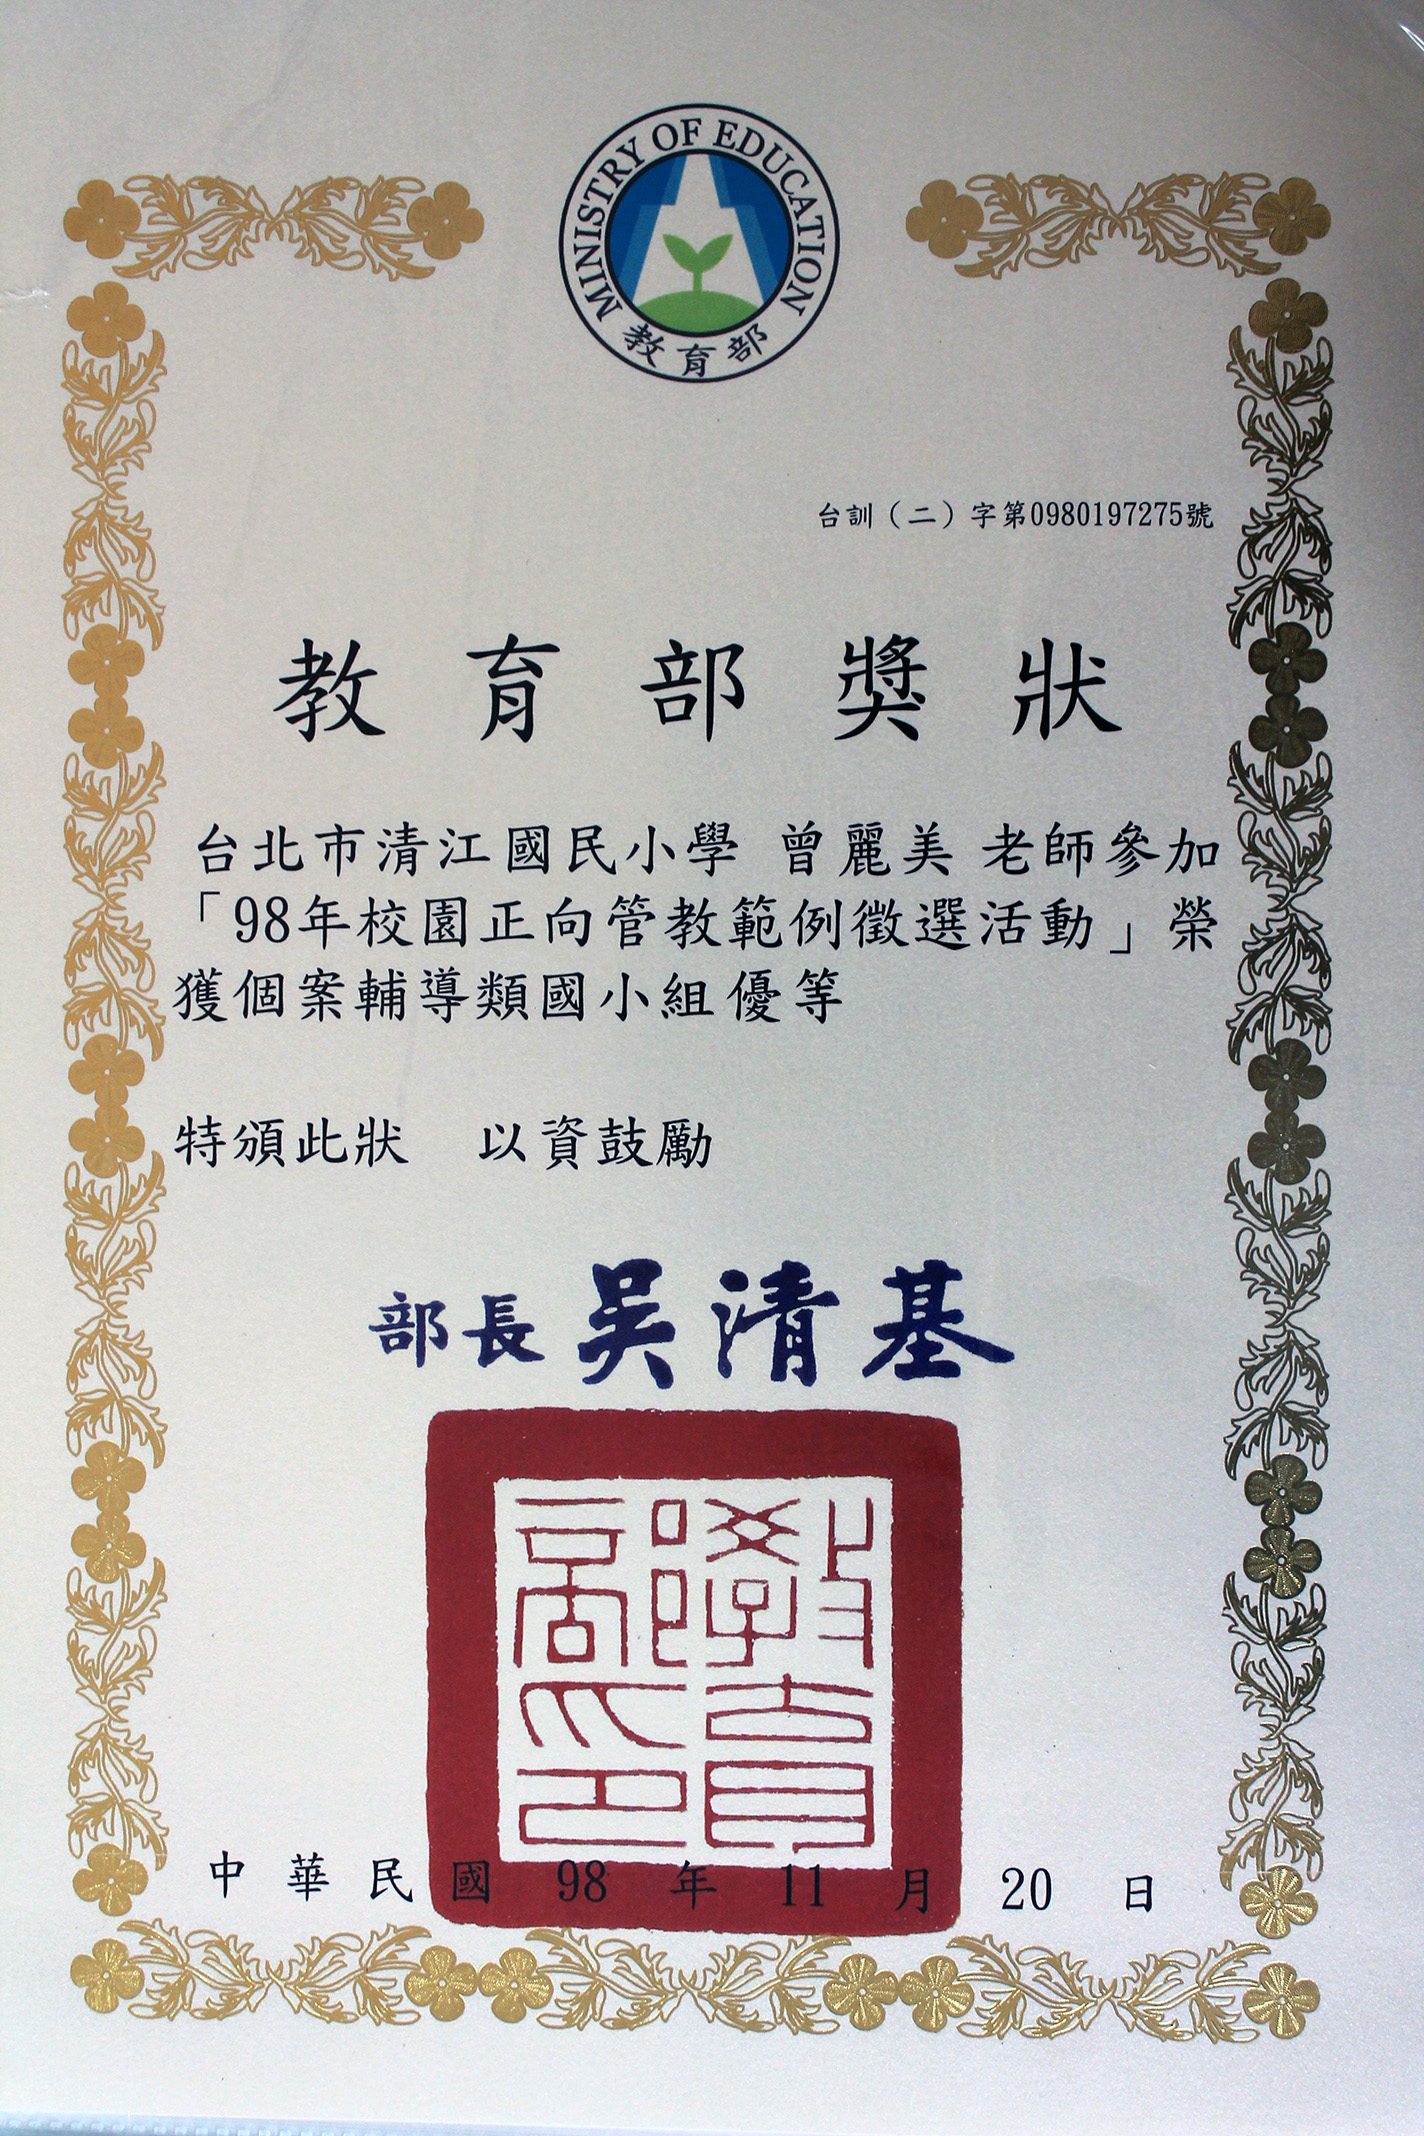 MINISTRY OF EDUCATION
教育部
台訓（二）字第0980197275號
教育部獎狀
台北市清江國民小學 曾麗美 老師參加
「98年校園正向管教範例徵選活動」榮
獲個案輔導類國小組優等
特頒此狀 以資鼓勵
部長 吳清基
教育部印
中華民國 98 年 11 月 20 日